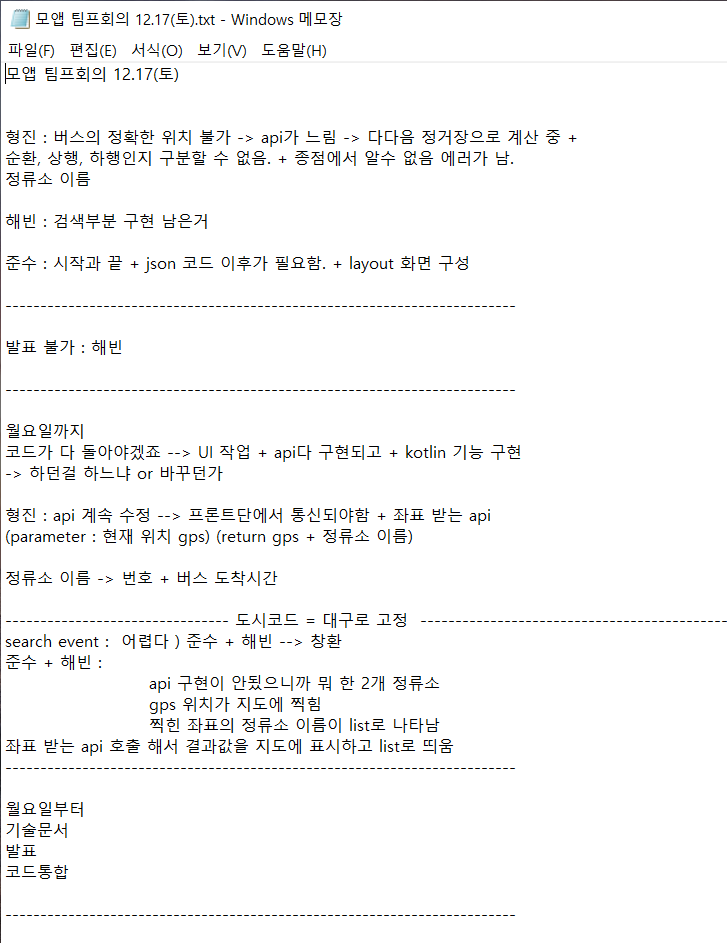 모앱 팀프회의 12.17(토).txt - Windows 메모장
파일(F) 편집(E) 서식(O) 보기(V) 도움말(H)
모앱 팀프회의 12.17(토)
형진 : 버스의 정확한 위치 불가 -> api가 느림 -> 다다음 정거장으로 계산 중 +
순환, 상행, 하행인지 구분할 수 없음. + 종점에서 알수 없음 에러가 남.
정류소 이름
해빈 : 검색부분 구현 남은거
준수 : 시작과 끝 + json 코드 이후가 필요함. + layout 화면 구성
-------------------------------------------------------------------------
발표 불가 : 해빈
-------------------------------------------------------------------------
월요일까지
코드가 다 돌아야겠죠 --> UI 작업 + api다 구현되고 + kotlin 기능 구현
-> 하던걸 하느냐 or 바꾸던가
형진 : api 계속 수정 --> 프론트단에서 통신되야함 + 좌표 받는 api
(parameter : 현재 위치 gps) (return gps + 정류소 이름)
정류소 이름 -> 번호 + 버스 도착시간
-------------------------------- 도시코드 = 대구로 고정 --------------------------------------------
search event : 어렵다 ) 준수 + 해빈 --> 창환
준수 + 해빈 :
api 구현이 안됬으니까 뭐 한 2개 정류소
gps 위치가 지도에 찍힘
찍힌 좌표의 정류소 이름이 list로 나타남
좌표 받는 api 호출 해서 결과값을 지도에 표시하고 list로 띄움
-------------------------------------------------------------------------
월요일부터
기술문서
발표
코드통합
-------------------------------------------------------------------------